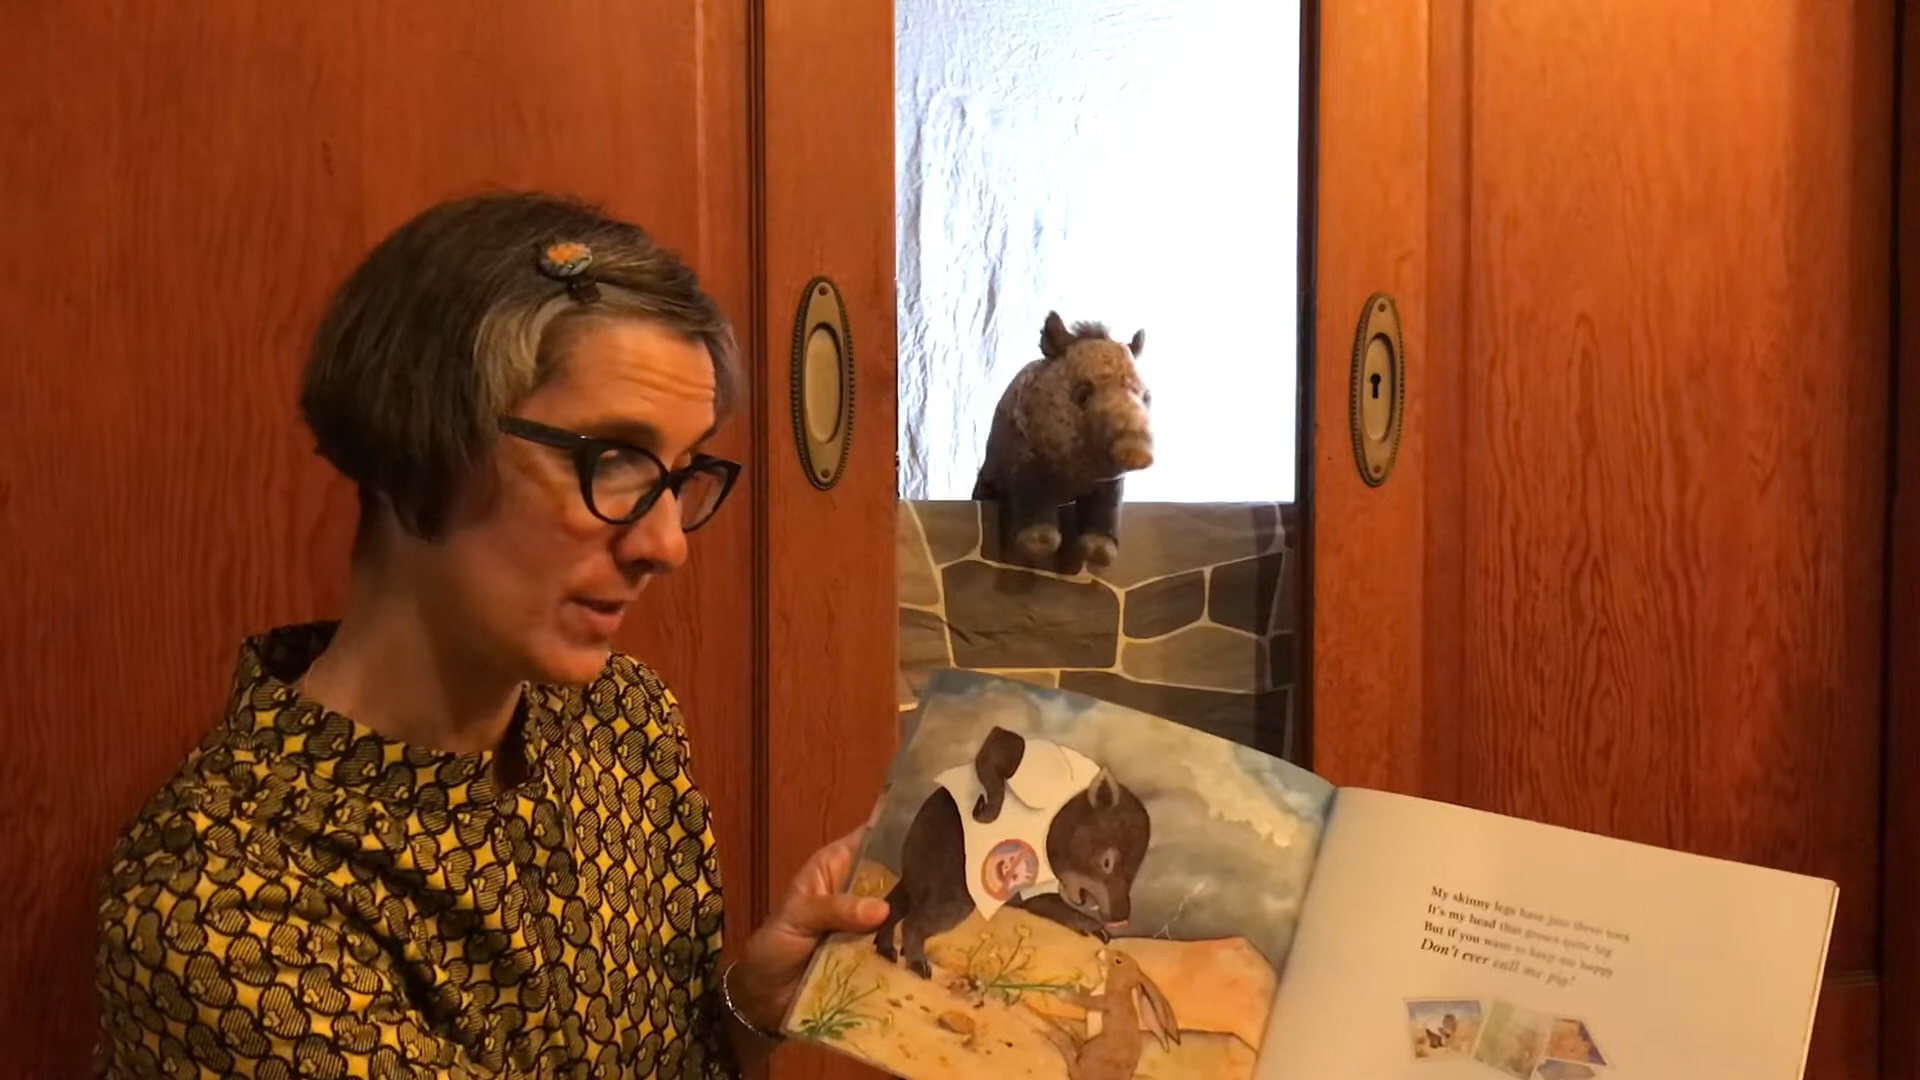 My skinny legs have just three toes
It's my head that grows quite big
But if you want to keep me happy
Don't ever call me pig!